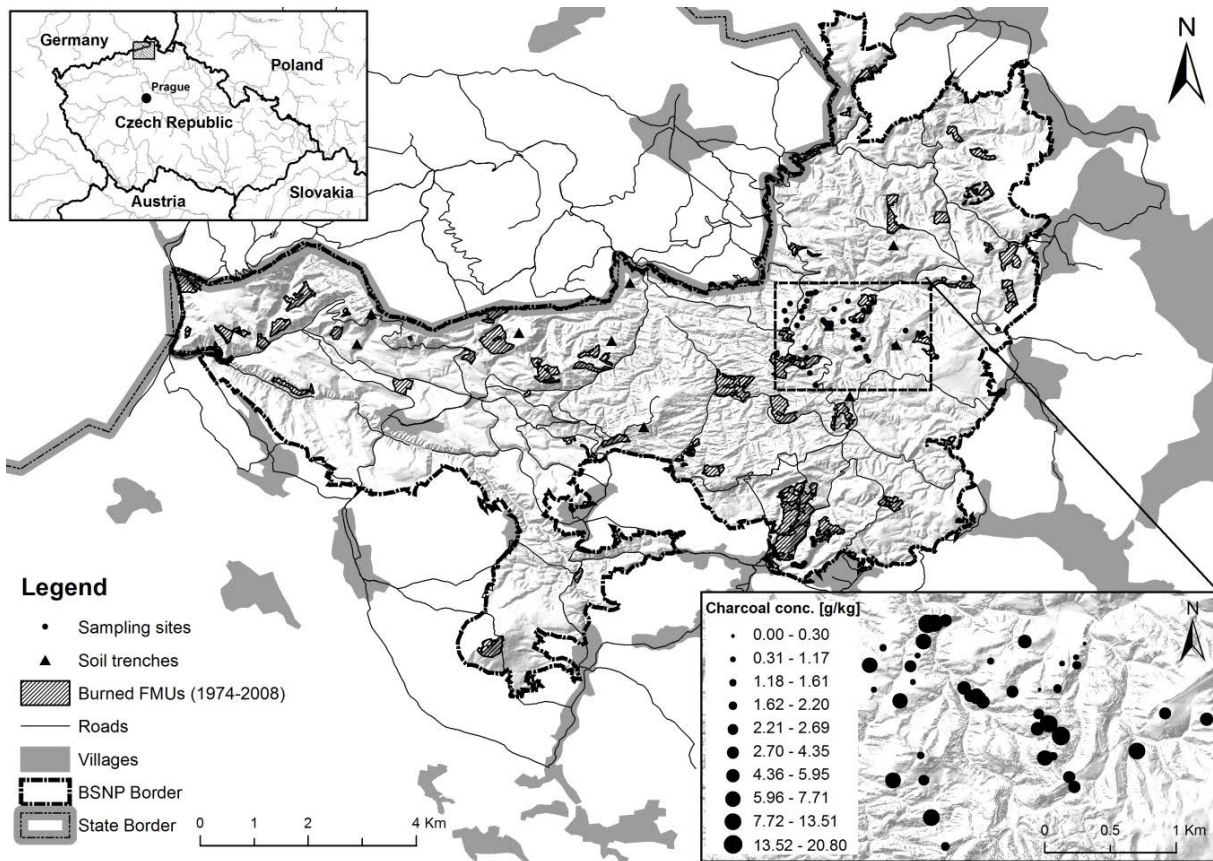 Germany
Poland
Prague
Czech Republic
Slovakia
Austria
N
Legend
Sampling sites
Soil trenches
Burned FMUs (1974-2008)
Roads
Villages
BSNP Border
State Border
0 2 4 Km
Charcoal conc. [g/kg]
0.00 - 0.30
0.31 - 1.17
1.18 - 1.61
1.62 - 2.20
2.21 - 2.69
2.70 - 4.35
4.36 - 5.95
5.96 - 7.71
7.72 - 13.51
13.52 - 20.80
N
0 0.5 1 Km